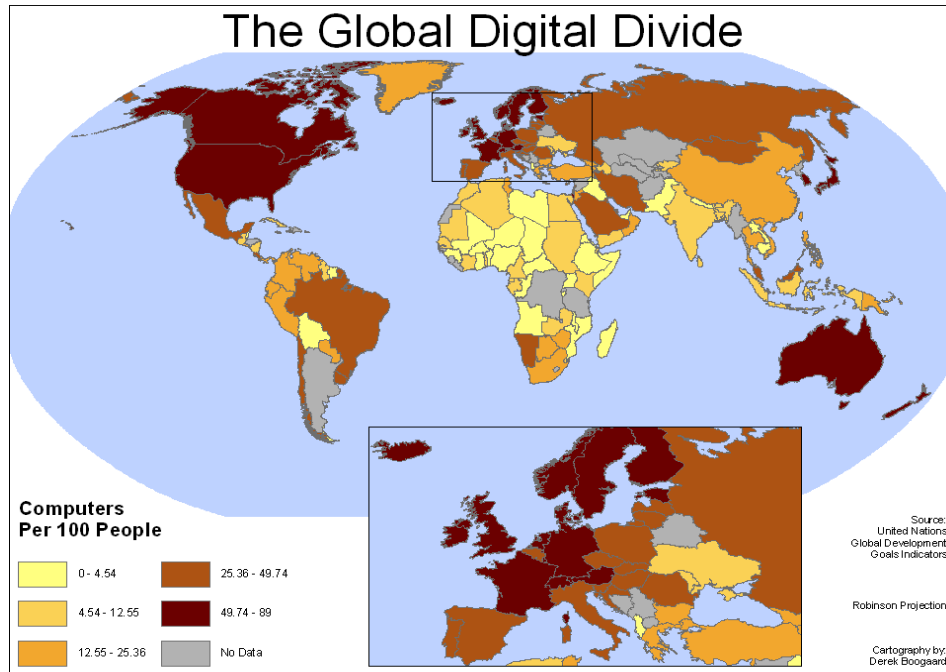 The Global Digital Divide
Computers
Per 100 People
0 - 4.54
4.54 - 12.55
12.55 - 25.36
25.36 - 49.74
49.74 - 89
No Data
Source:
United Nations
Global Development
Goals Indicators
Robinson Projection
Cartography by:
Derek Boogaard